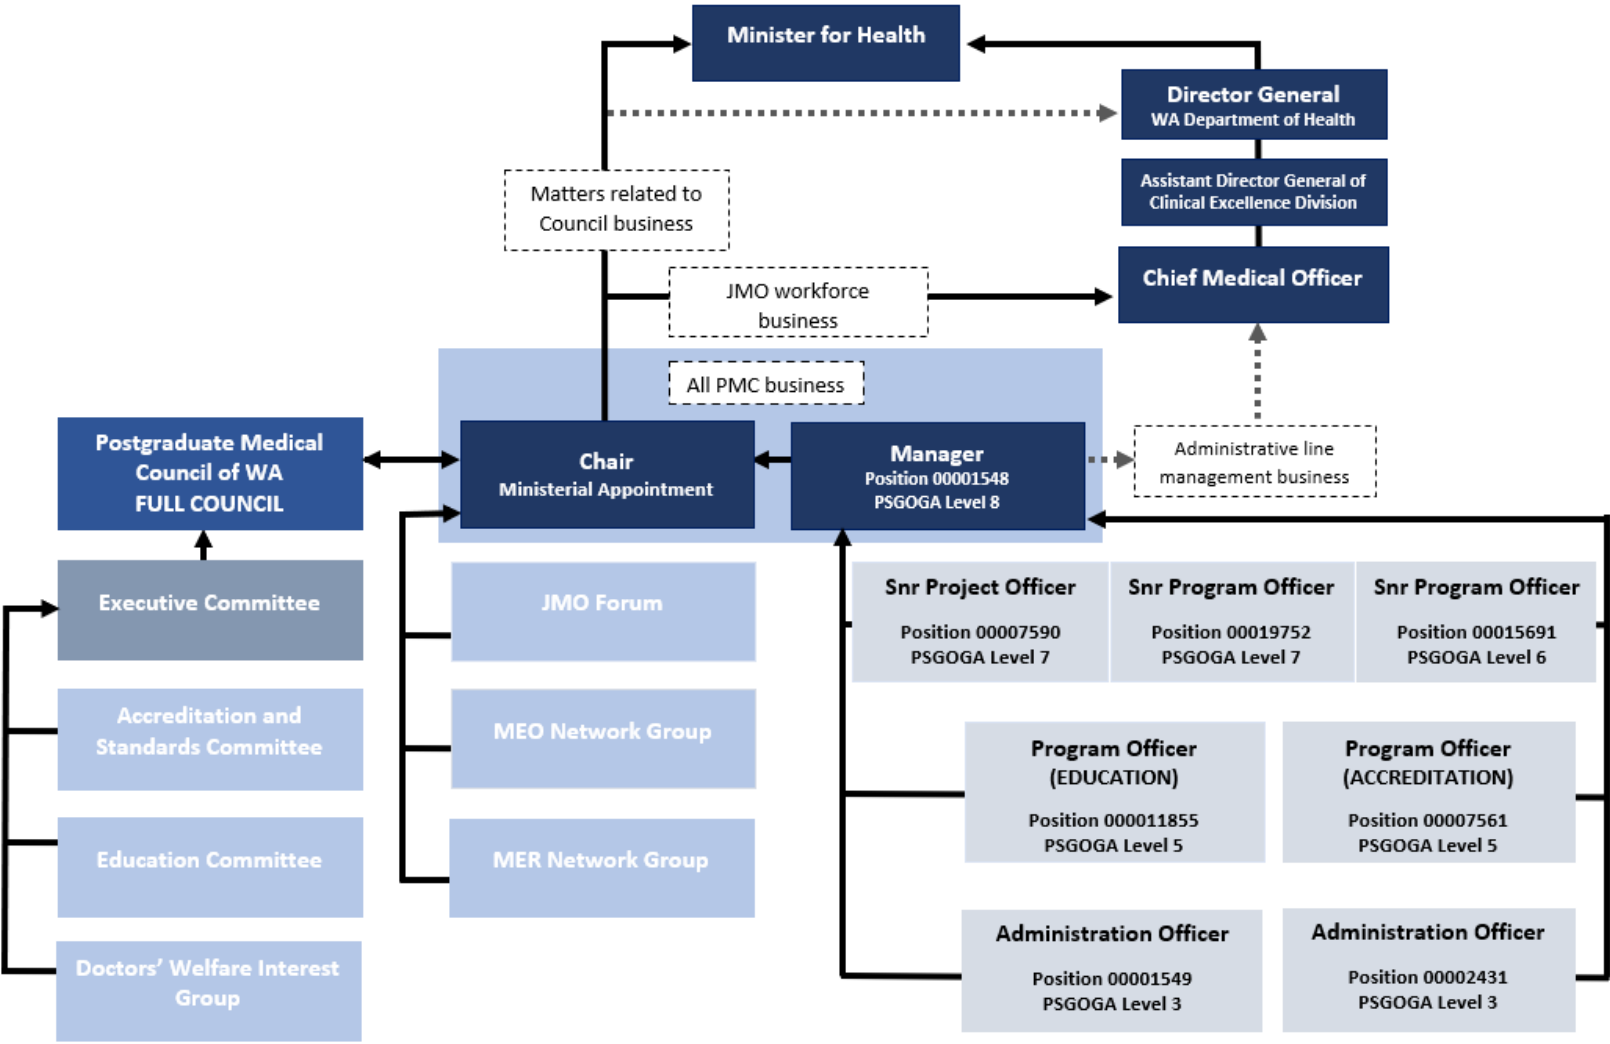 Minister for Health
Director General
WA Department of Health
Assistant Director General of
Clinical Excellence Division
Matters related to
Council business
Chief Medical Officer
JMO workforce
business
All PMC business
Postgraduate Medical
Council of WA
FULL COUNCIL
Chair
Ministerial Appointment
Manager
Position 00001548
PSGOGA Level 8
Administrative line
management business
Executive Committee
Accreditation and
Standards Committee
Education Committee
Doctors’ Welfare Interest
Group
JMO Forum
MEO Network Group
MER Network Group
Snr Project Officer
Position 00007590
PSGOGA Level 7
Snr Program Officer
Position 00019752
PSGOGA Level 7
Snr Program Officer
Position 00015691
PSGOGA Level 6
Program Officer
(EDUCATION)
Position 000011855
PSGOGA Level 5
Program Officer
(ACCREDITATION)
Position 00007561
PSGOGA Level 5
Administration Officer
Position 00001549
PSGOGA Level 3
Administration Officer
Position 00002431
PSGOGA Level 3